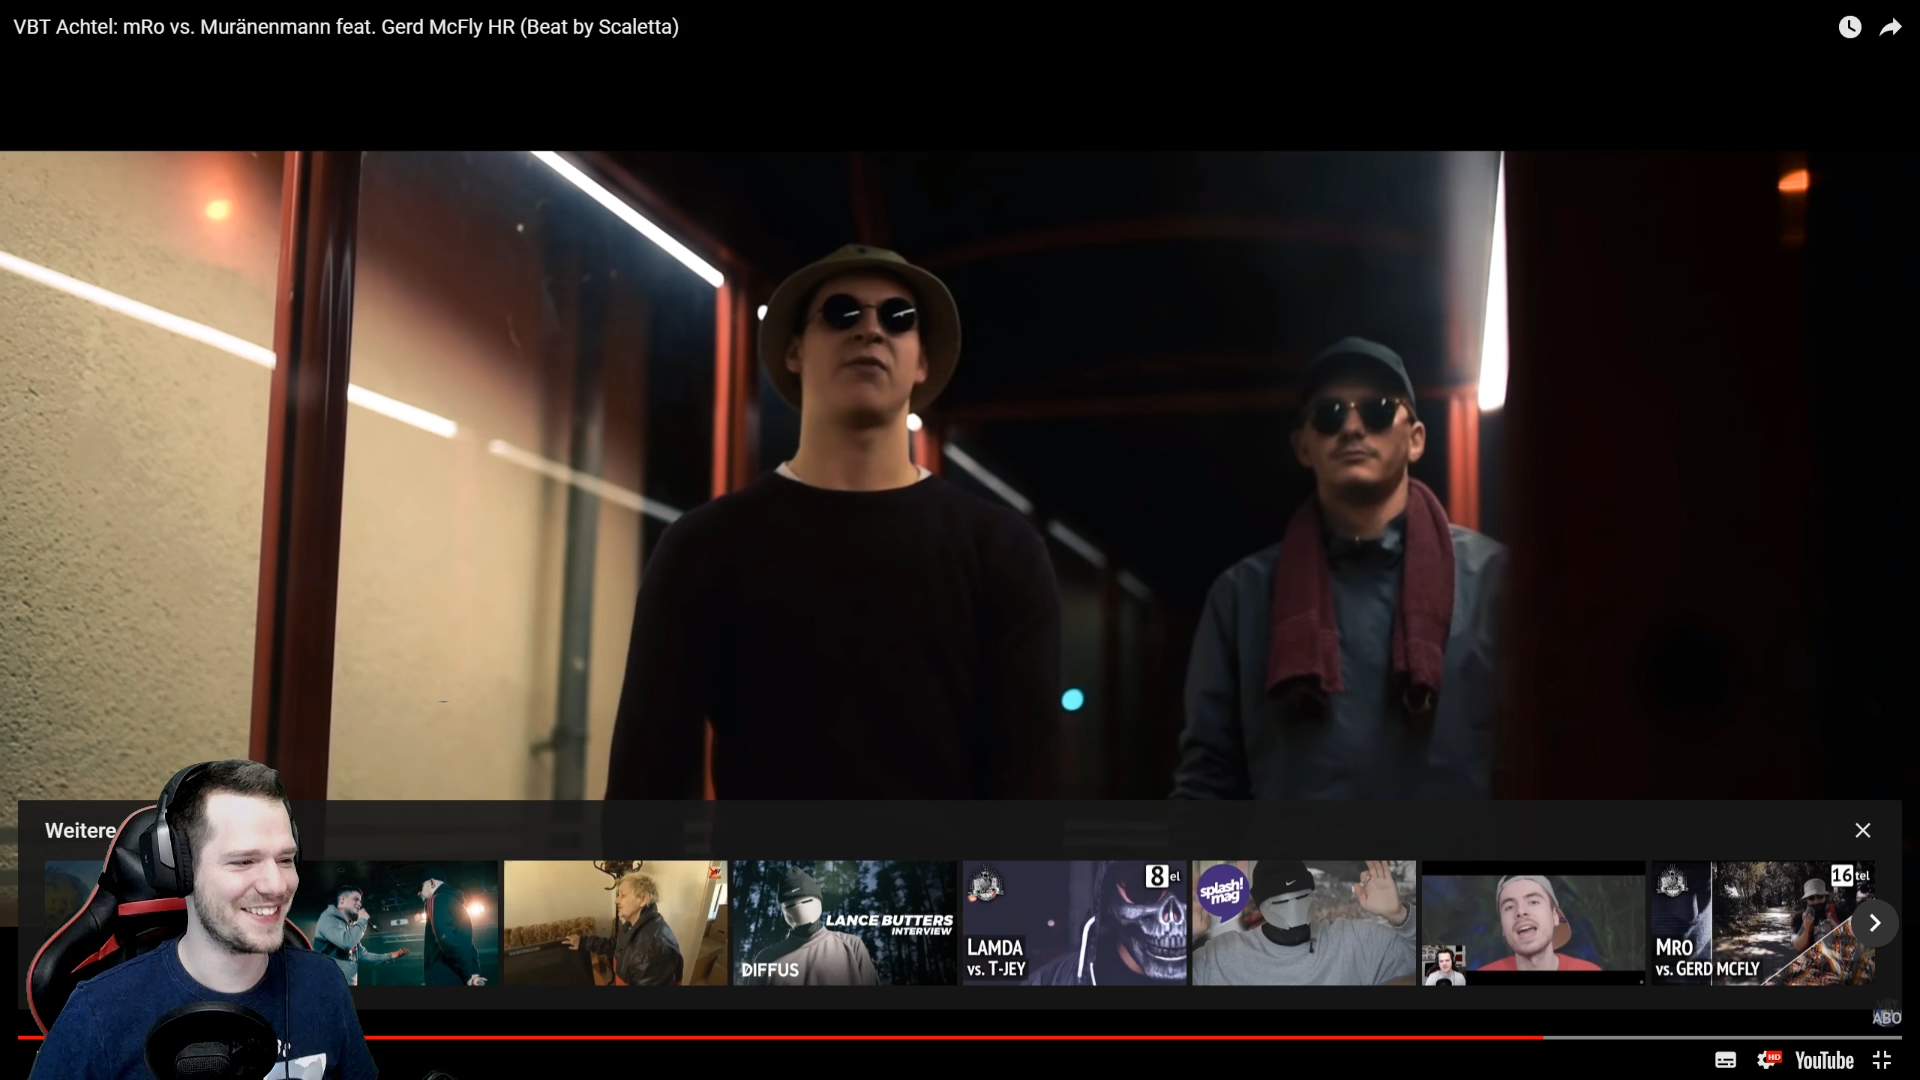 VBT Achtel: mRo vs. Muränenmann feat. Gerd McFly HR (Beat by Scaletta)
Weitere
LANCE BUTTERS
INTERVIEW
DIFFUS
8el
LAMDA
vs. T-JEY
splash!
mag
16tel
MRO
vs. GERD MCFLY
ABO
HD
YouTube